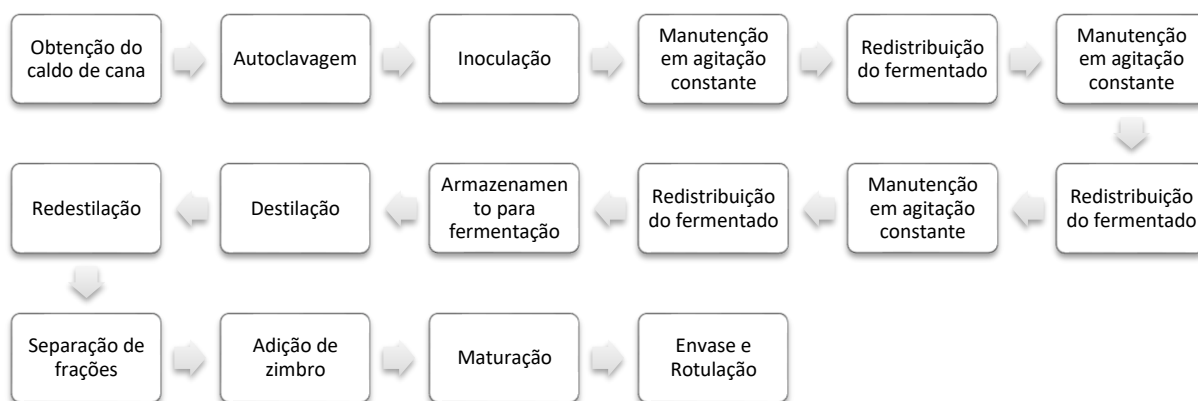 Obtenção do
caldo de cana
Autoclavagem
Inoculação
Manutenção
em agitação
constante
Redistribuição
do fermentado
Manutenção
em agitação
constante
Redistribuição
do fermentado
Manutenção
em agitação
constante
Redistribuição
do fermentado
Armazenamen
to para
fermentação
Destilação
Redestilação
Separação de
frações
Adição de
zimbro
Maturação
Envase e
Rotulação